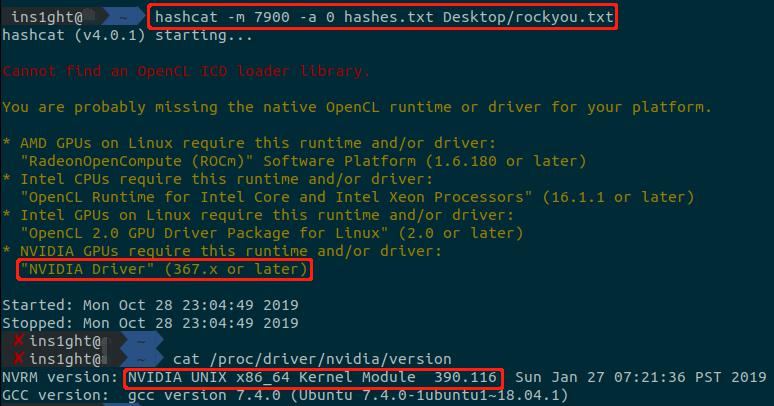 ins1ght@ ~ hashcat -m 7900 -a 0 hashes.txt Desktop/rockyou.txt
hashcat (v4.0.1) starting...
Cannot find an OpenCL ICD loader library.
You are probably missing the native OpenCL runtime or driver for your platform.
* AMD GPUs on Linux require this runtime and/or driver:
"RadeonOpenCompute (ROCm)" Software Platform (1.6.180 or later)
* Intel CPUs require this runtime and/or driver:
"OpenCL Runtime for Intel Core and Intel Xeon Processors" (16.1.1 or later)
* Intel GPUs on Linux require this runtime and/or driver:
"OpenCL 2.0 GPU Driver Package for Linux" (2.0 or later)
* NVIDIA GPUs require this runtime and/or driver:
"NVIDIA Driver" (367.x or later)
Started: Mon Oct 28 23:04:49 2019
Stopped: Mon Oct 28 23:04:49 2019
✘ ins1ght@ ~
✘ ins1ght@ ~ cat /proc/driver/nvidia/version
NVRM version: NVIDIA UNIX x86_64 Kernel Module  390.116  Sun Jan 27 07:21:36 PST 2019
GCC version:  gcc version 7.4.0 (Ubuntu 7.4.0-1ubuntu1~18.04.1)